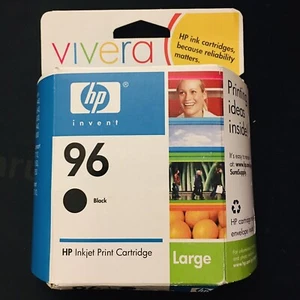 vivera
HP ink cartridges,
because reliability
matters.
hp
invent
96
Black
HP Inkjet Print Cartridge
Large
Printing
ideas
inside!